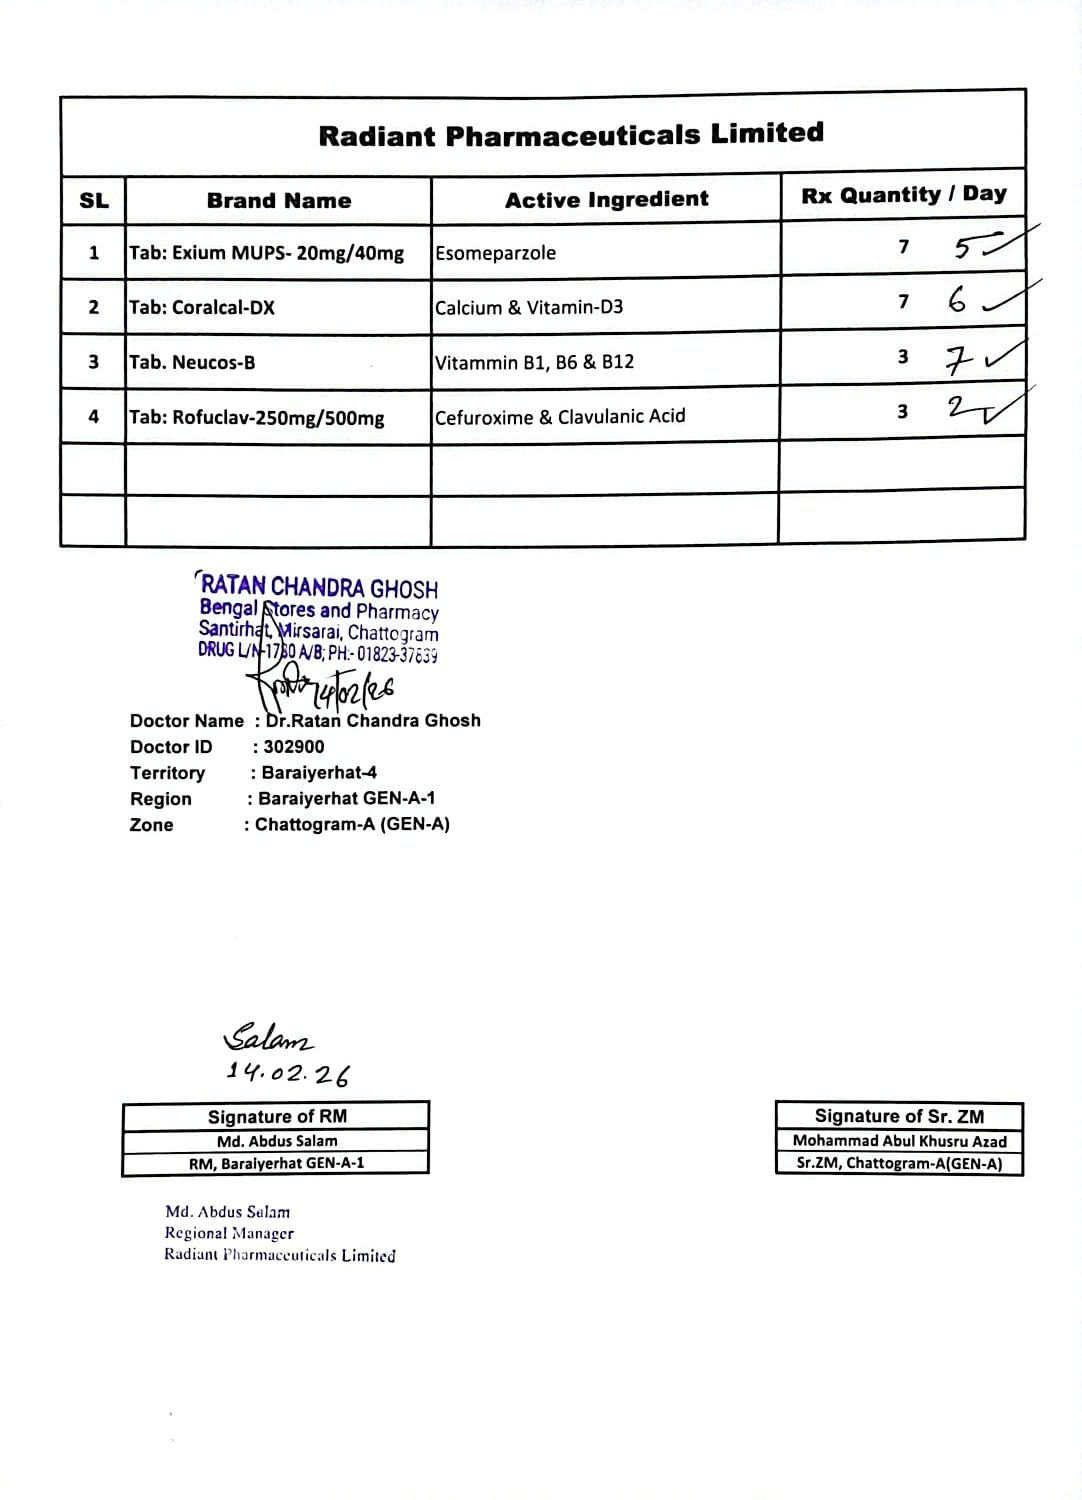 Radiant Pharmaceuticals Limited
SL Brand Name Active Ingredient Rx Quantity / Day
1 Tab: Exium MUPS- 20mg/40mg Esomeparzole 7 5
2 Tab: Coralcal-DX Calcium & Vitamin-D3 7 6
3 Tab. Neucos-B Vitammin B1, B6 & B12 3 7
4 Tab: Rofuclav-250mg/500mg Cefuroxime & Clavulanic Acid 3 2
RATAN CHANDRA GHOSH
Bengal Stores and Pharmacy
Santirhat, Mirsarai, Chattogram
DRUG L/N-1780 A/B; PH:- 01823-37639
14/02/26
Doctor Name : Dr.Ratan Chandra Ghosh
Doctor ID : 302900
Territory : Baraiyerhat-4
Region : Baraiyerhat GEN-A-1
Zone : Chattogram-A (GEN-A)
Salam
14.02.26
Signature of RM
Md. Abdus Salam
RM, Baraiyerhat GEN-A-1
Signature of Sr. ZM
Mohammad Abul Khusru Azad
Sr.ZM, Chattogram-A(GEN-A)
Md. Abdus Salam
Regional Manager
Radiant Pharmaceuticals Limited